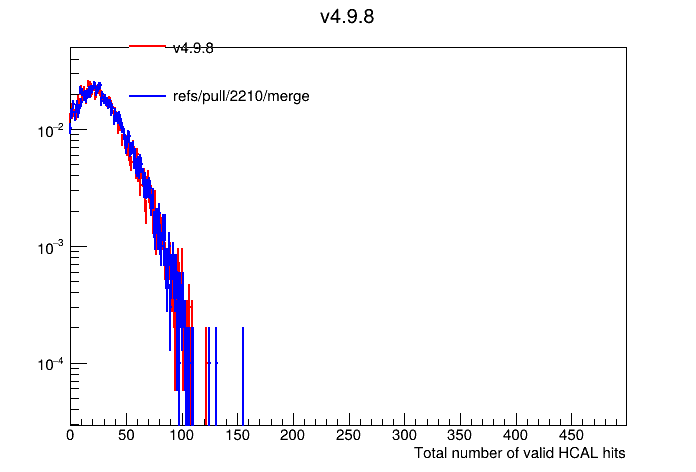 v4.9.8
v4.9.8
refs/pull/2210/merge
10⁻²
10⁻³
10⁻⁴
0 50 100 150 200 250 300 350 400 450
Total number of valid HCAL hits